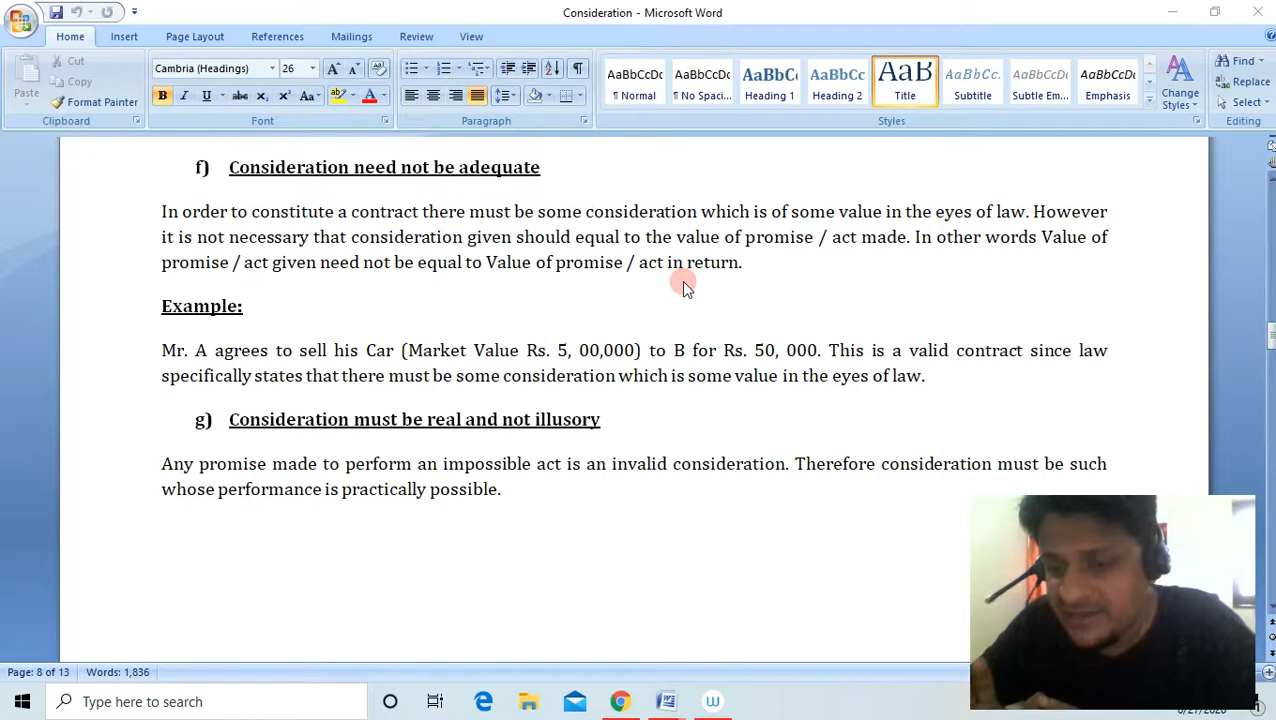 Consideration - Microsoft Word
Home Insert Page Layout References Mailings Review View
Paste
Cut
Copy
Format Painter
Clipboard
Cambria (Headings) 26
Font
Paragraph
AaBbCcDc AaBbCcDc AaBbCc AaBbCc AaB AaBbCc. AaBbCcDc AaBbCcDc
¶ Normal ¶ No Spaci... Heading 1 Heading 2 Title Subtitle Subtle Em... Emphasis
Styles
Change Styles
Find
Replace
Select
Editing
f) Consideration need not be adequate
In order to constitute a contract there must be some consideration which is of some value in the eyes of law. However
it is not necessary that consideration given should equal to the value of promise / act made. In other words Value of
promise / act given need not be equal to Value of promise / act in return.
Example:
Mr. A agrees to sell his Car (Market Value Rs. 5, 00,000) to B for Rs. 50, 000. This is a valid contract since law
specifically states that there must be some consideration which is some value in the eyes of law.
g) Consideration must be real and not illusory
Any promise made to perform an impossible act is an invalid consideration. Therefore consideration must be such
whose performance is practically possible.
Page: 8 of 13 Words: 1,836
Type here to search